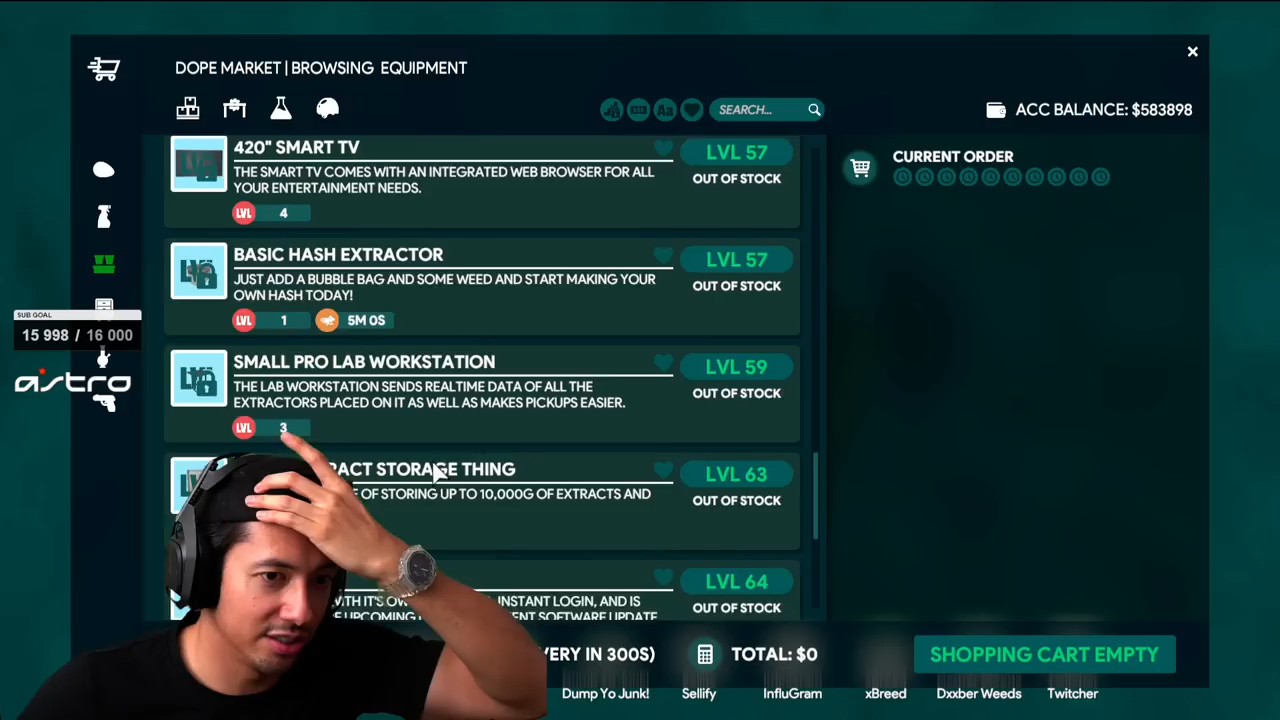 DOPE MARKET | BROWSING EQUIPMENT
Aa
SEARCH...
ACC BALANCE: $583898
420" SMART TV
LVL 57
THE SMART TV COMES WITH AN INTEGRATED WEB BROWSER FOR ALL
YOUR ENTERTAINMENT NEEDS.
OUT OF STOCK
LVL 4
CURRENT ORDER
BASIC HASH EXTRACTOR
LVL 57
JUST ADD A BUBBLE BAG AND SOME WEED AND START MAKING YOUR
OWN HASH TODAY!
OUT OF STOCK
LVL 1 5M 0S
SUB GOAL
15 998 / 16 000
astro
SMALL PRO LAB WORKSTATION
LVL 59
THE LAB WORKSTATION SENDS REALTIME DATA OF ALL THE
EXTRACTORS PLACED ON IT AS WELL AS MAKES PICKUPS EASIER.
OUT OF STOCK
LVL 3
STORAGE THING
LVL 63
OF STORING UP TO 10,000G OF EXTRACTS AND
OUT OF STOCK
LVL 64
IT'S INSTANT LOGIN, AND IS
OUT OF STOCK
SOFTWARE UPDATE
IN 300S)
TOTAL: $0
SHOPPING CART EMPTY
Dump Yo Junk!
Sellify
InfluGram
xBreed
Dxxber Weeds
Twitcher